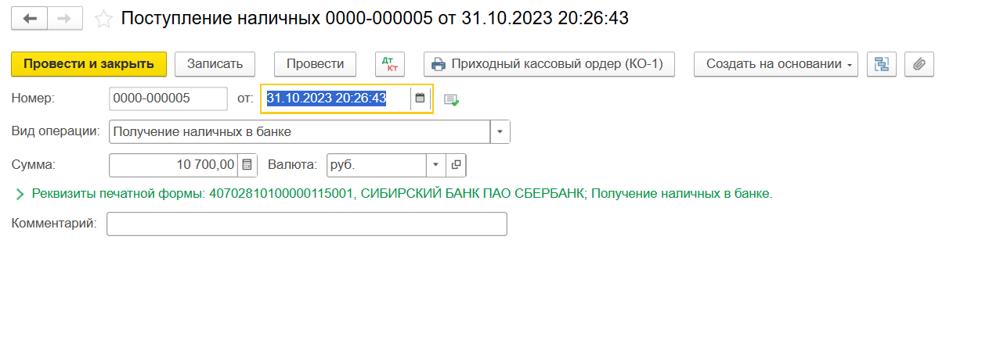 Поступление наличных 0000-000005 от 31.10.2023 20:26:43
Провести и закрыть Записать Провести Дт Кт Приходный кассовый ордер (КО-1) Создать на основании
Номер: 0000-000005 от: 31.10.2023 20:26:43
Вид операции: Получение наличных в банке
Сумма: 10 700,00 Валюта: руб.
Реквизиты печатной формы: 40702810100000115001, СИБИРСКИЙ БАНК ПАО СБЕРБАНК; Получение наличных в банке.
Комментарий: